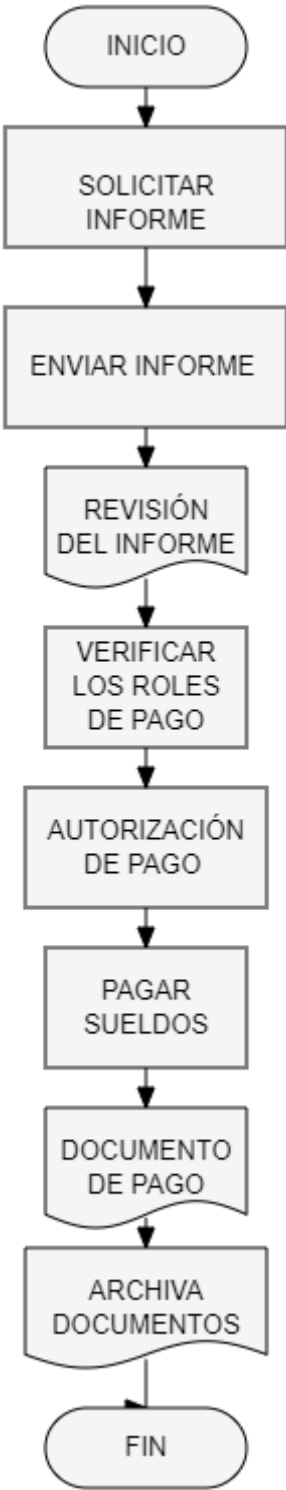 INICIO
SOLICITAR
INFORME
ENVIAR INFORME
REVISIÓN
DEL INFORME
VERIFICAR
LOS ROLES
DE PAGO
AUTORIZACIÓN
DE PAGO
PAGAR
SUELDOS
DOCUMENTO
DE PAGO
ARCHIVA
DOCUMENTOS
FIN